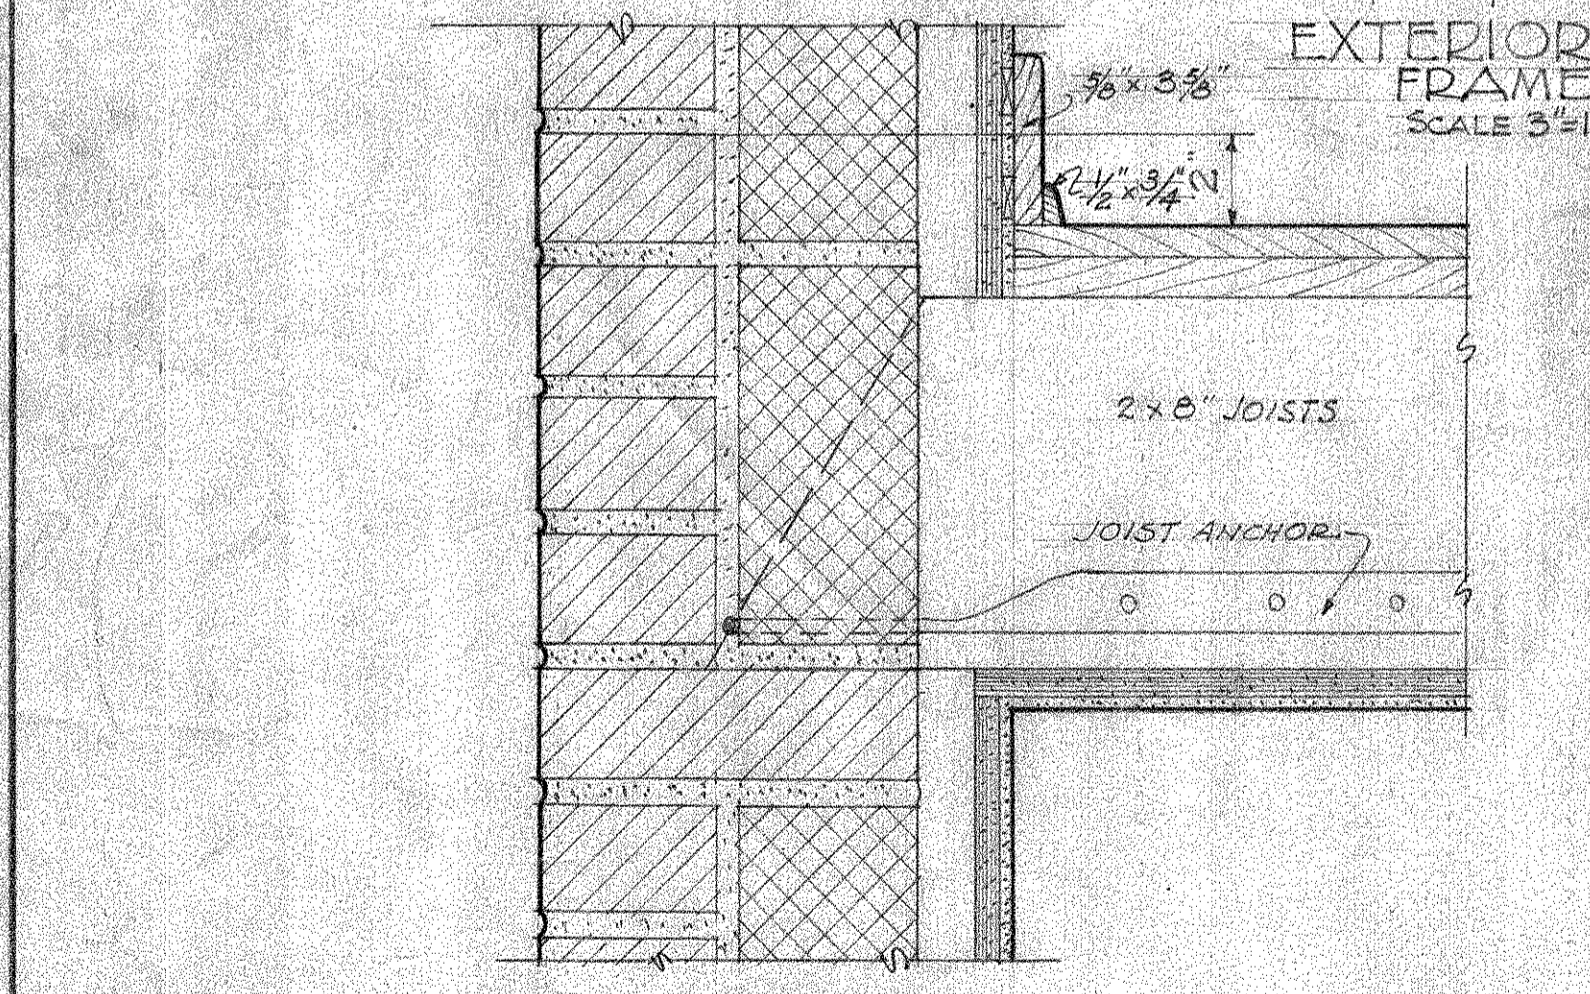 EXTERIOR
FRAME
SCALE 3"=1
5/8" x 3 5/8"
1/2" x 3/4"
2"
2 x 8" JOISTS
JOIST ANCHOR